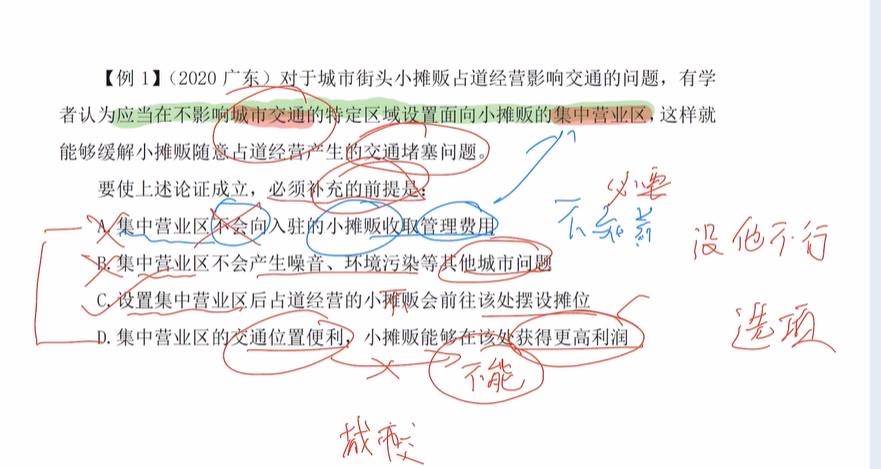 【例 1】（2020 广东）对于城市街头小摊贩占道经营影响交通的问题，有学
者认为应当在不影响城市交通的特定区域设置面向小摊贩的集中营业区，这样就
能够缓解小摊贩随意占道经营产生的交通堵塞问题。
要使上述论证成立，必须补充的前提是：
必要
A. 集中营业区不会向入驻的小摊贩收取管理费用
没他不行
B. 集中营业区不会产生噪音、环境污染等其他城市问题
C. 设置集中营业区后占道经营的小摊贩会前往该处摆设摊位
选项
D. 集中营业区的交通位置便利，小摊贩能够在该处获得更高利润
不能